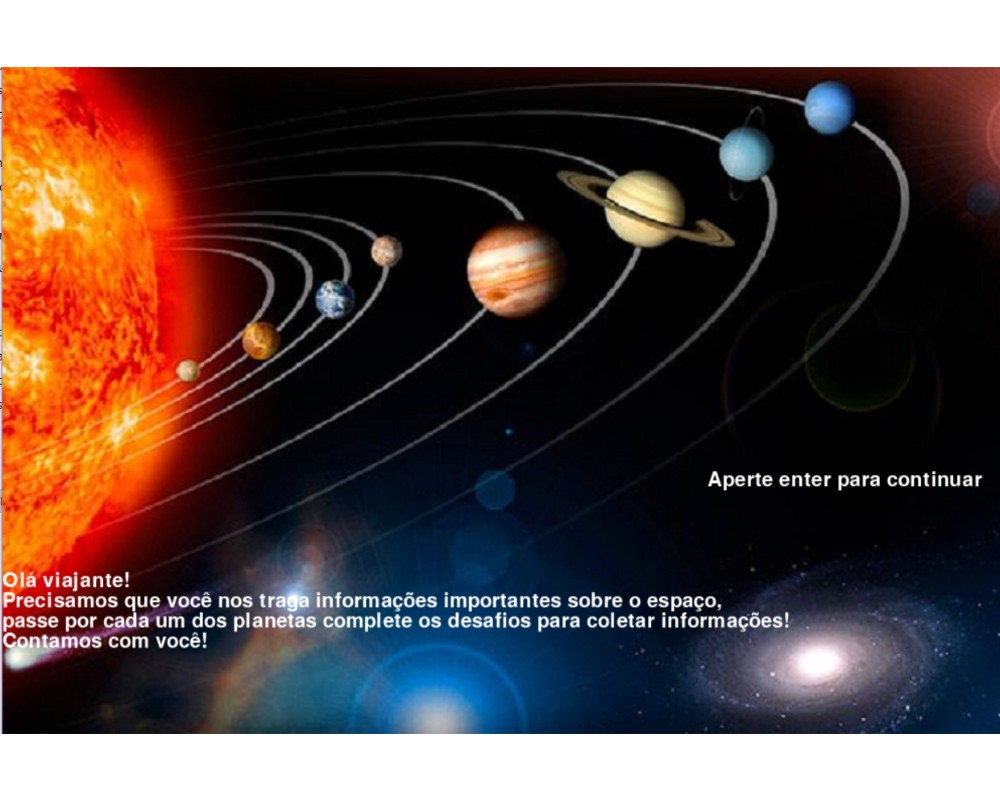 Aperte enter para continuar
Olá viajante!
Precisamos que você nos traga informações importantes sobre o espaço,
passe por cada um dos planetas complete os desafios para coletar informações!
Contamos com você!